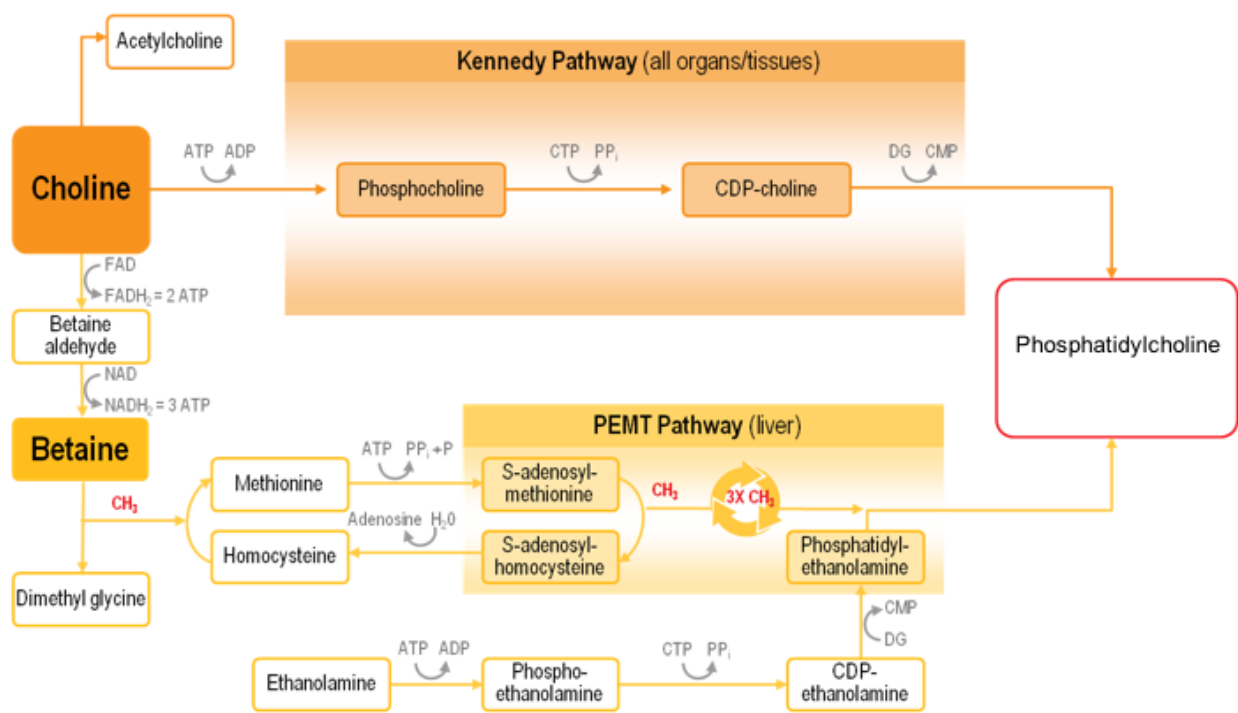 Acetylcholine
Kennedy Pathway (all organs/tissues)
ATP ADP
CTP PPi
DG CMP
Choline
Phosphocholine
CDP-choline
FAD
FADH₂ = 2 ATP
Betaine
aldehyde
Phosphatidylcholine
NAD
NADH₂ = 3 ATP
Betaine
PEMT Pathway (liver)
ATP PPi +P
Methionine
S-adenosyl-
methionine
CH₃
CH₃
3X CH₃
Adenosine H₂0
Homocysteine
S-adenosyl-
homocysteine
Phosphatidyl-
ethanolamine
Dimethyl glycine
CMP
DG
ATP ADP
CTP PPi
Ethanolamine
Phospho-
ethanolamine
CDP-
ethanolamine